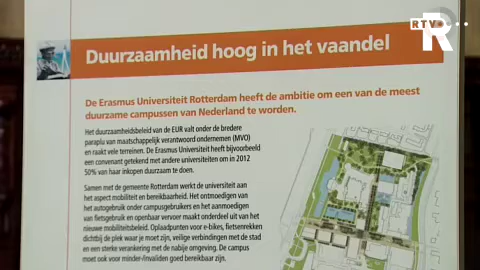 RTV
R
Duurzaamheid hoog in het vaandel
De Erasmus Universiteit Rotterdam heeft de ambitie om een van de meest
duurzame campussen van Nederland te worden.
Het duurzaamheidsbeleid van de EUR valt onder de bredere
paraplu van maatschappelijk verantwoord ondernemen (MVO)
en raakt vele terreinen. De Erasmus Universiteit heeft bijvoorbeeld
een convenant getekend met andere universiteiten om in 2012
50% van haar inkopen duurzaam te doen.
Samen met de gemeente Rotterdam werkt de universiteit aan
het aspect mobiliteit en bereikbaarheid. Het ontmoedigen van
het autogebruik onder campusgebruikers en het aanmoedigen
van fietsgebruik en openbaar vervoer maakt onderdeel uit van het
nieuwe mobiliteitsbeleid. Oplaadpunten voor e-bikes, fietsenrekken
dichtbij de plek waar je moet zijn, veilige verbindingen met de stad
en een sterke verankering met de nabije omgeving. De campus
moet ook voor minder-/invaliden goed bereikbaar zijn.